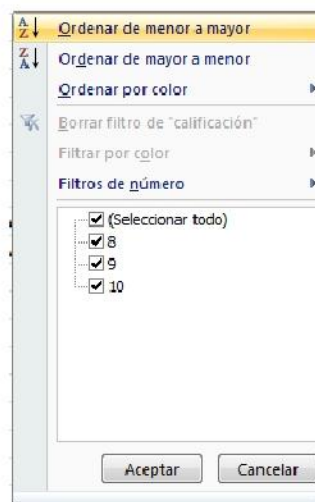 Ordenar de menor a mayor
Ordenar de mayor a menor
Ordenar por color
Borrar filtro de "calificación"
Filtrar por color
Filtros de número
(Seleccionar todo)
8
9
10
Aceptar
Cancelar